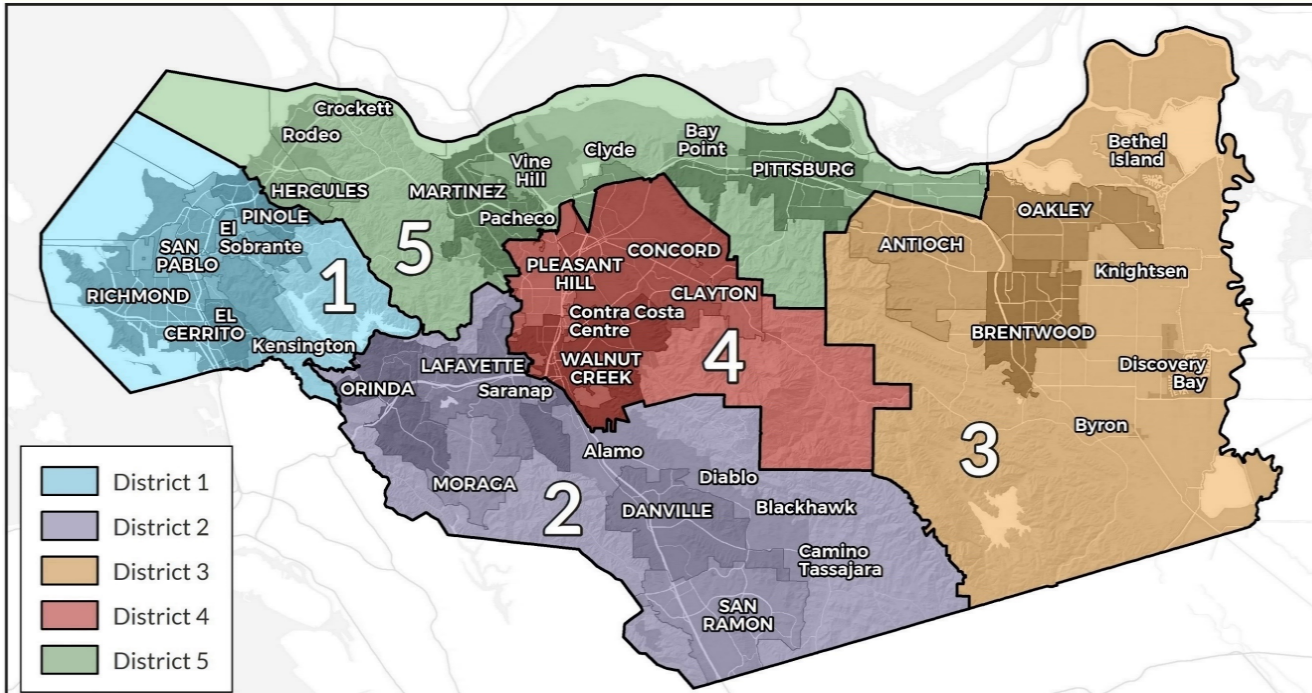 Crockett
Rodeo
HERCULES
MARTINEZ
Vine
Hill
Clyde
Bay
Point
PITTSBURG
Pacheco
5
PINOLE
El
Sobrante
SAN
PABLO
RICHMOND
EL
CERRITO
Kensington
1
PLEASANT
HILL
CONCORD
CLAYTON
Contra Costa
Centre
WALNUT
CREEK
4
ORINDA
LAFAYETTE
Saranap
MORAGA
Alamo
2
Diablo
DANVILLE
Blackhawk
Camino
Tassajara
SAN
RAMON
Bethel
Island
OAKLEY
ANTIOCH
Knightsen
BRENTWOOD
Discovery
Bay
Byron
3
District 1
District 2
District 3
District 4
District 5